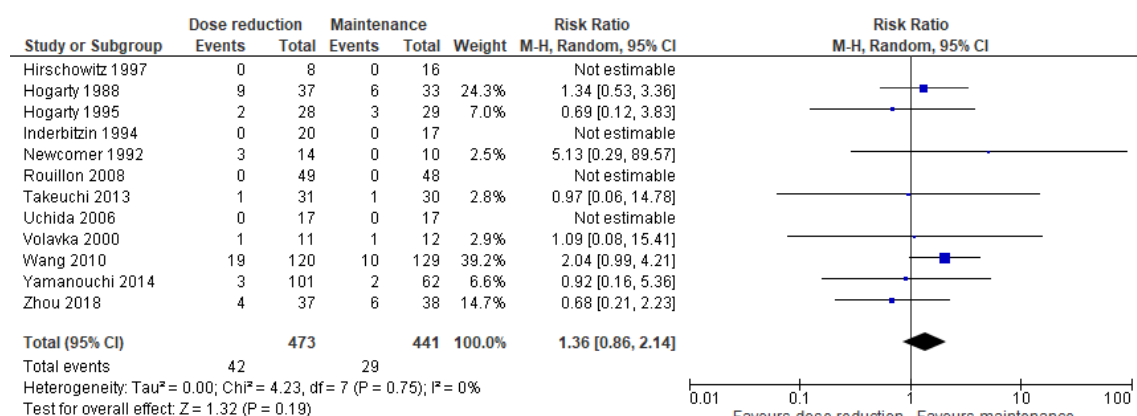 Dose reduction Maintenance Risk Ratio Risk Ratio
Study or Subgroup Events Total Events Total Weight M-H, Random, 95% CI M-H, Random, 95% CI
Hirschowitz 1997 0 8 0 16 Not estimable
Hogarty 1988 9 37 6 33 24.3% 1.34 [0.53, 3.36]
Hogarty 1995 2 28 3 29 7.0% 0.69 [0.12, 3.83]
Inderbitzin 1994 0 20 0 17 Not estimable
Newcomer 1992 3 14 0 10 2.5% 5.13 [0.29, 89.57]
Rouillon 2008 0 49 0 48 Not estimable
Takeuchi 2013 1 31 1 30 2.8% 0.97 [0.06, 14.78]
Uchida 2006 0 17 0 17 Not estimable
Volavka 2000 1 11 1 12 2.9% 1.09 [0.08, 15.41]
Wang 2010 19 120 10 129 39.2% 2.04 [0.99, 4.21]
Yamanouchi 2014 3 101 2 62 6.6% 0.92 [0.16, 5.36]
Zhou 2018 4 37 6 38 14.7% 0.68 [0.21, 2.23]
Total (95% CI) 473 441 100.0% 1.36 [0.86, 2.14]
Total events 42 29
Heterogeneity: Tau² = 0.00; Chi² = 4.23, df = 7 (P = 0.75); I² = 0%
Test for overall effect: Z = 1.32 (P = 0.19)
0.01 0.1 1 10 100
Favours dose reduction Favours maintenance